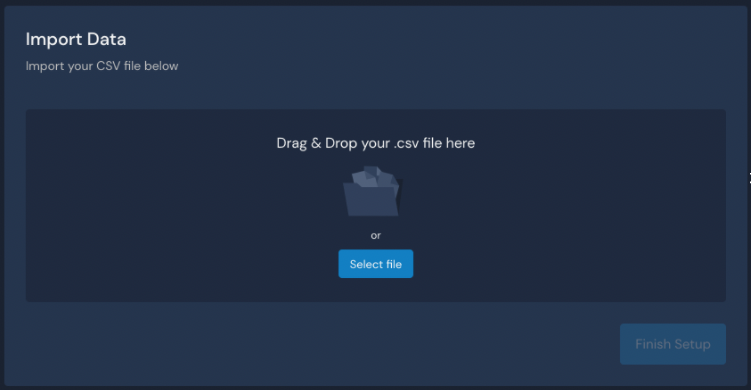 Import Data
Import your CSV file below
Drag & Drop your .csv file here
or
Select file
Finish Setup